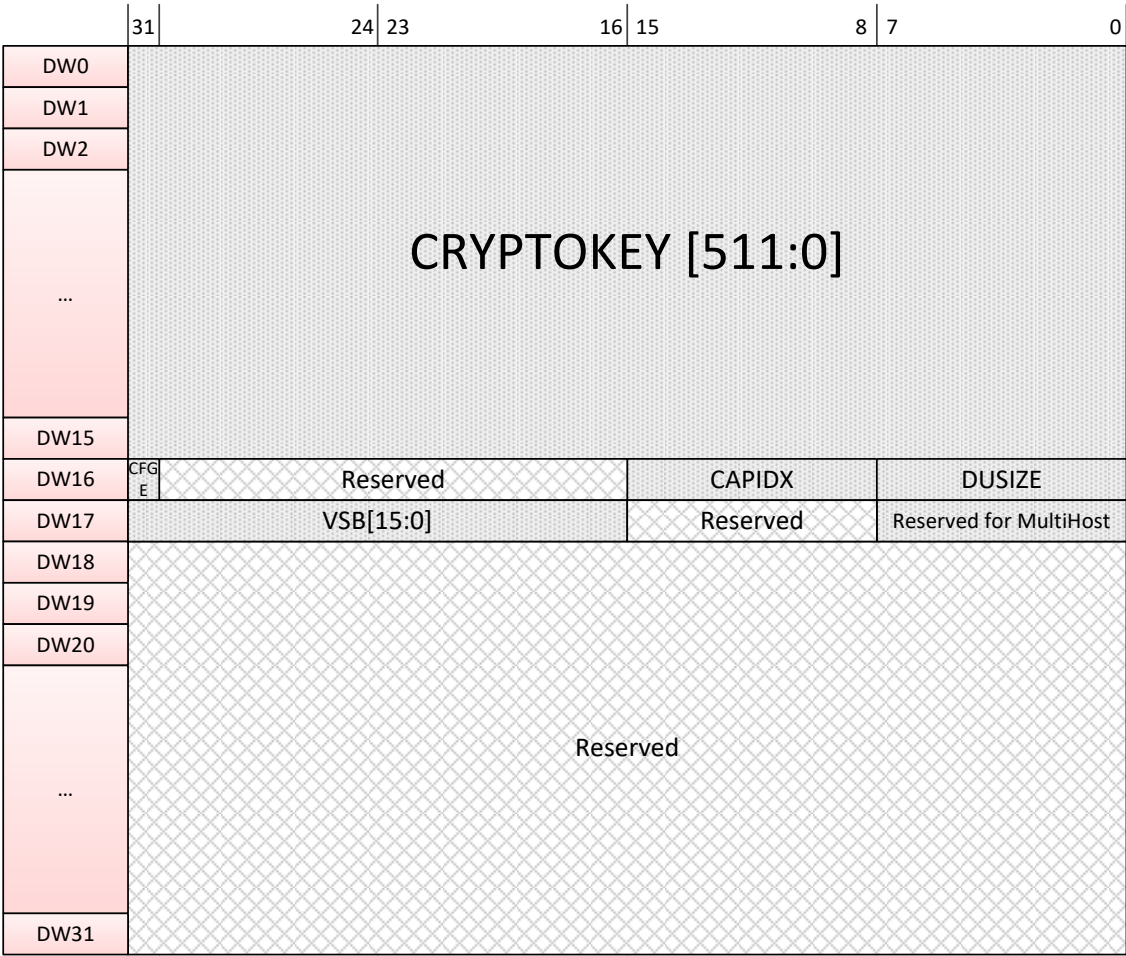 31 24 23 16 15 8 7 0
DW0
DW1
DW2
CRYPTOKEY [511:0]
...
DW15
DW16 CFG E Reserved CAPIDX DUSIZE
DW17 VSB[15:0] Reserved Reserved for MultiHost
DW18
DW19
DW20
Reserved
...
DW31